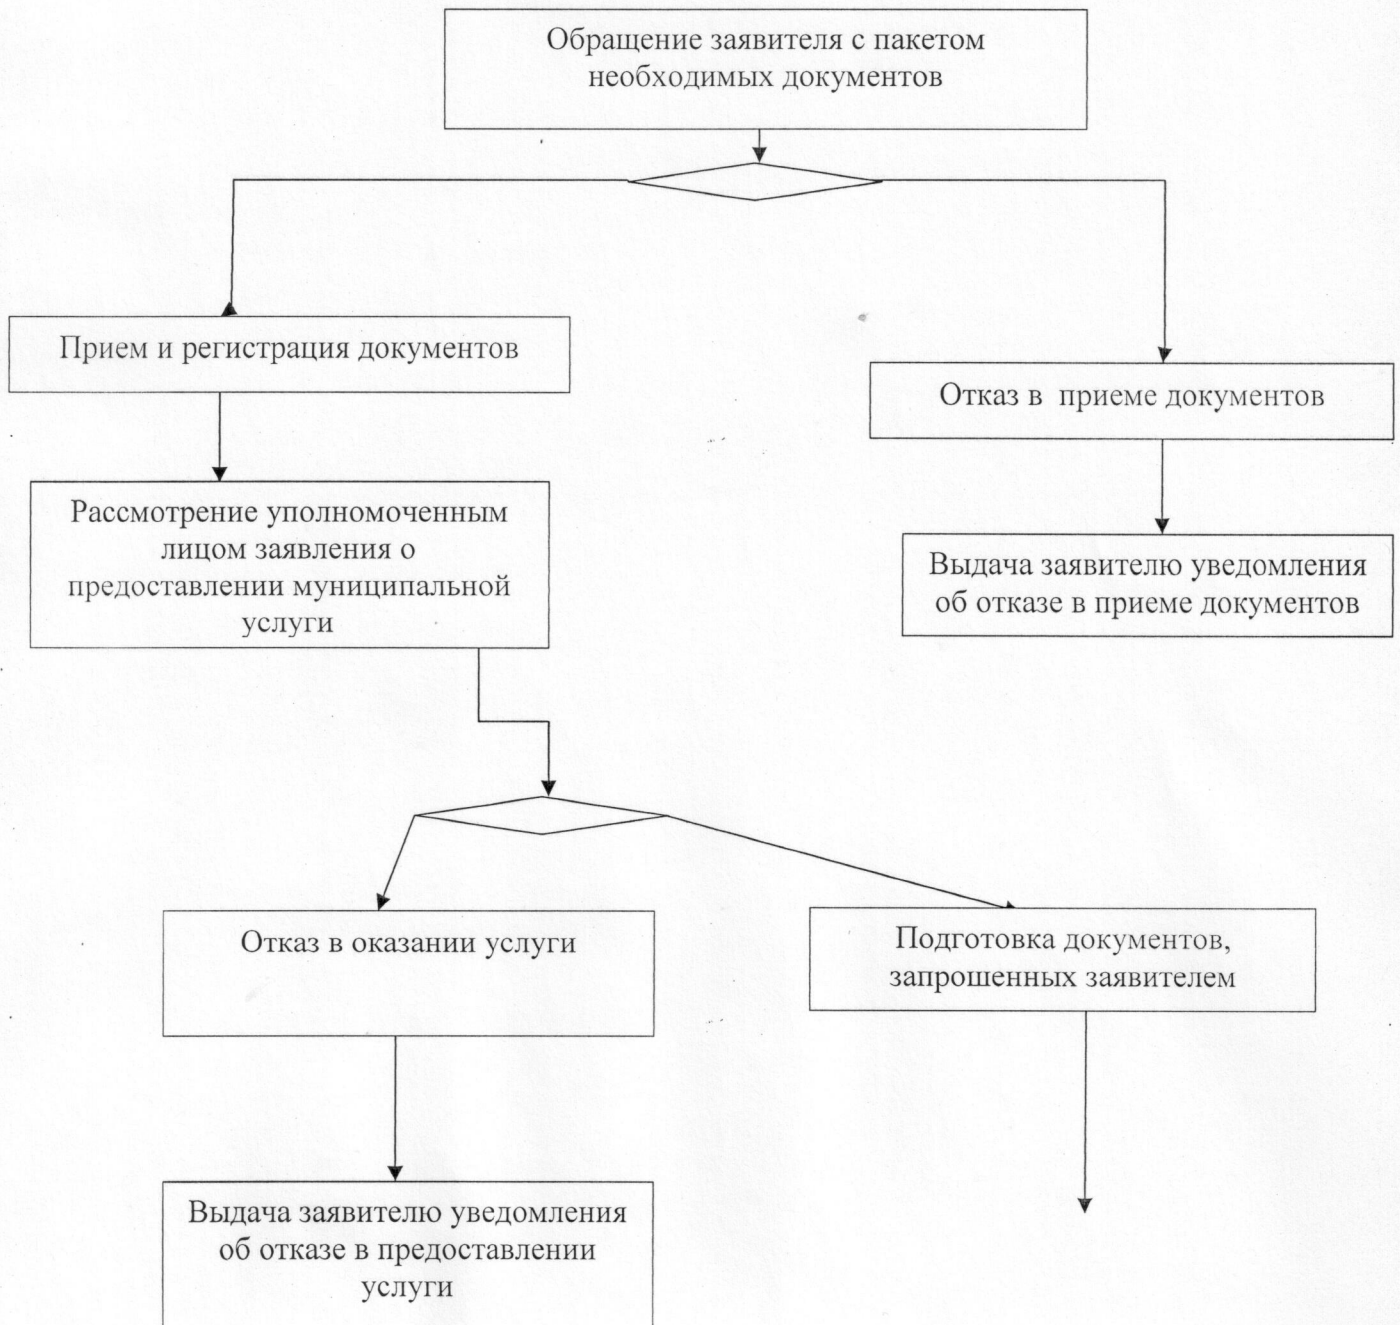 Обращение заявителя с пакетом
необходимых документов
Прием и регистрация документов
Отказ в приеме документов
Рассмотрение уполномоченным
лицом заявления о
предоставлении муниципальной
услуги
Выдача заявителю уведомления
об отказе в приеме документов
Отказ в оказании услуги
Подготовка документов,
запрошенных заявителем
Выдача заявителю уведомления
об отказе в предоставлении
услуги